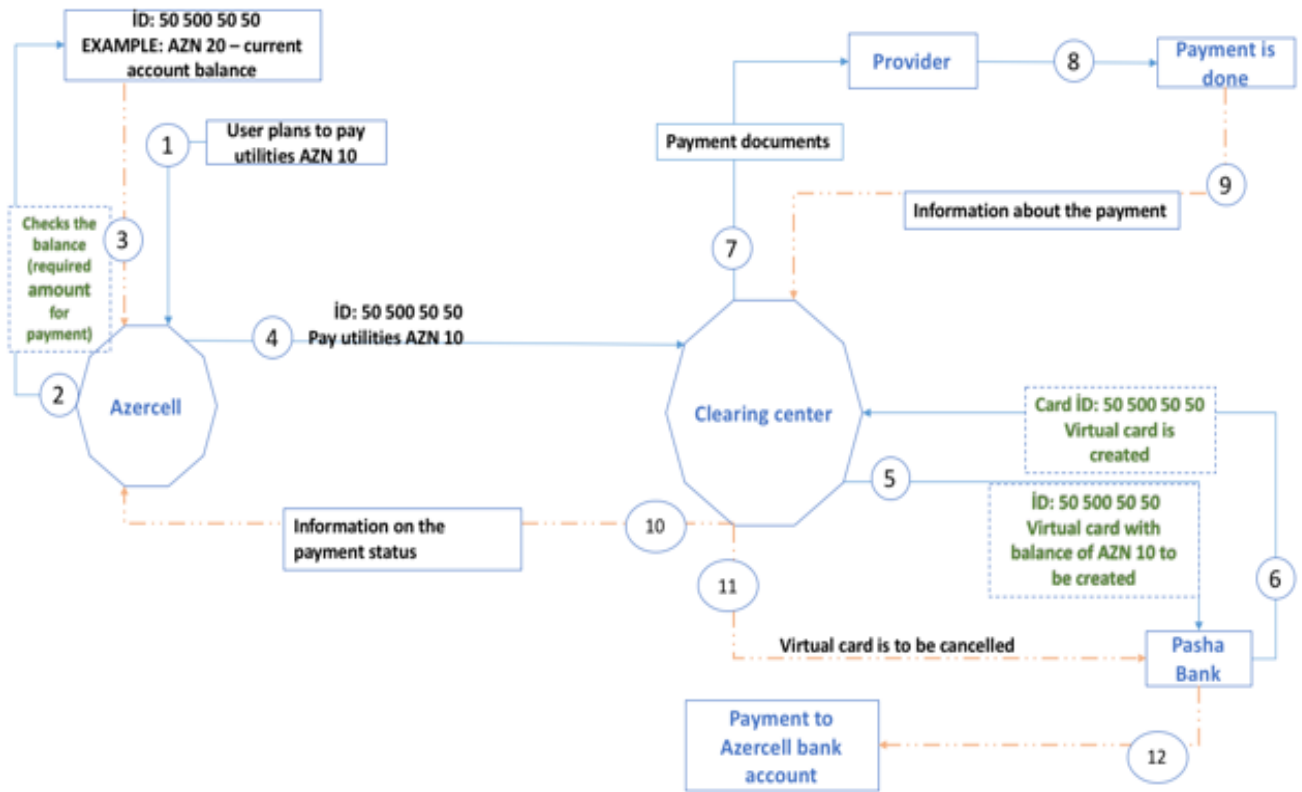 İD: 50 500 50 50
EXAMPLE: AZN 20 – current
account balance
1
User plans to pay
utilities AZN 10
Checks the
balance
(required
amount
for
payment)
3
2
Azercell
4
İD: 50 500 50 50
Pay utilities AZN 10
Provider
8
Payment is
done
Payment documents
9
Information about the payment
7
Clearing center
Card İD: 50 500 50 50
Virtual card is
created
5
İD: 50 500 50 50
Virtual card with
balance of AZN 10 to
be created
6
10
Information on the
payment status
11
Virtual card is to be cancelled
Pasha
Bank
Payment to
Azercell bank
account
12